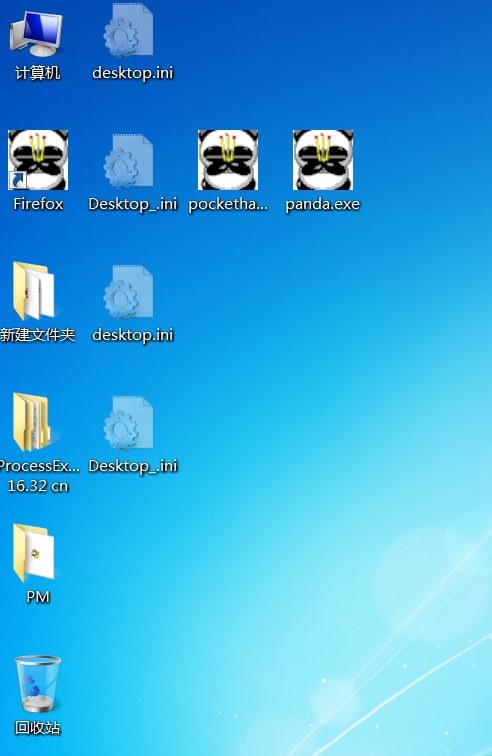 计算机
desktop.ini
Firefox
Desktop_.ini
pocketha...
panda.exe
新建文件夹
desktop.ini
ProcessEx...
16.32 cn
Desktop_.ini
PM
回收站